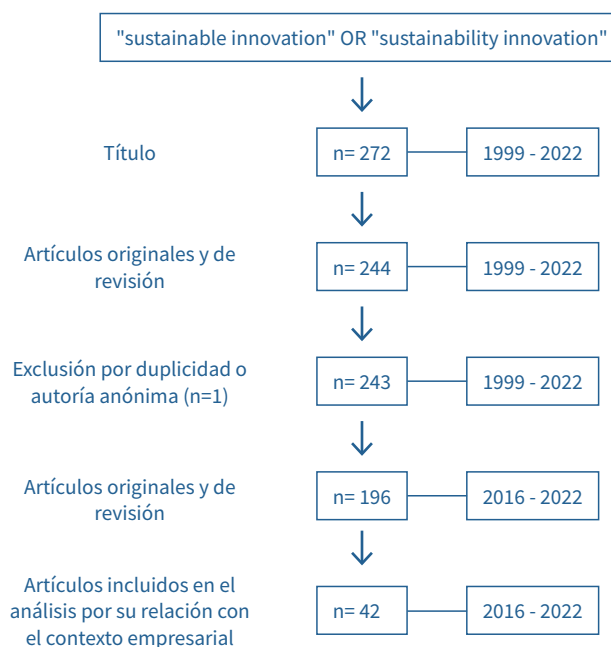 "sustainable innovation" OR "sustainability innovation"
Título
n= 272
1999 - 2022
Artículos originales y de
revisión
n= 244
1999 - 2022
Exclusión por duplicidad o
autoría anónima (n=1)
n= 243
1999 - 2022
Artículos originales y de
revisión
n= 196
2016 - 2022
Artículos incluidos en el
análisis por su relación con
el contexto empresarial
n= 42
2016 - 2022